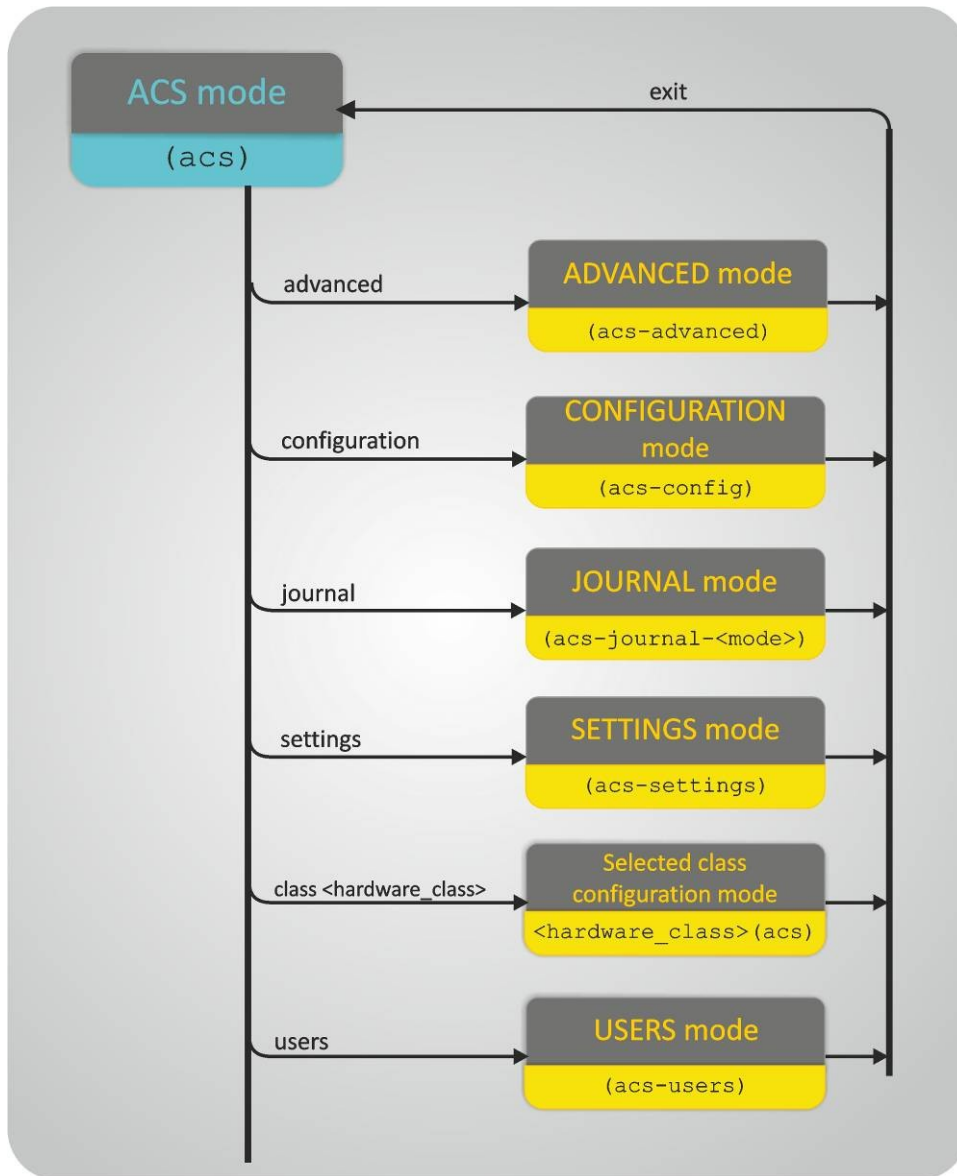 ACS mode
(acs)
exit
advanced
ADVANCED mode
(acs-advanced)
configuration
CONFIGURATION
mode
(acs-config)
journal
JOURNAL mode
(acs-journal-<mode>)
settings
SETTINGS mode
(acs-settings)
class <hardware_class>
Selected class
configuration mode
<hardware_class>(acs)
users
USERS mode
(acs-users)